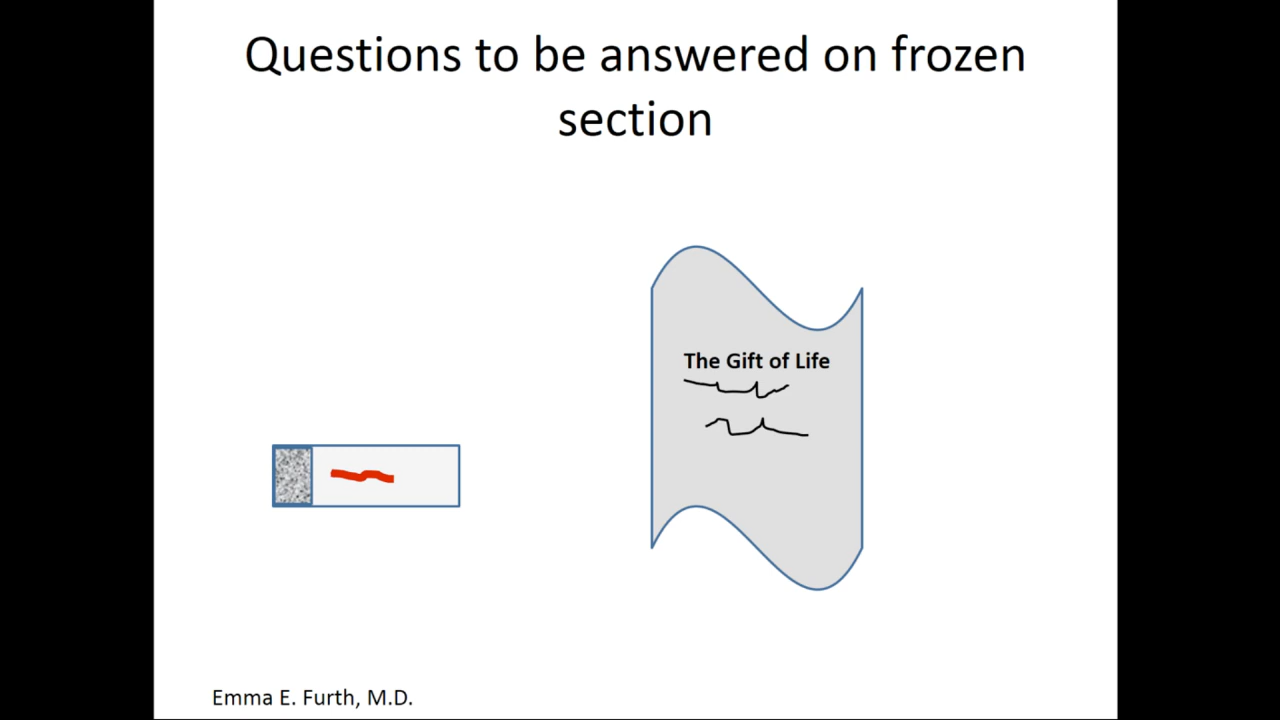 Questions to be answered on frozen
section
The Gift of Life
Emma E. Furth, M.D.